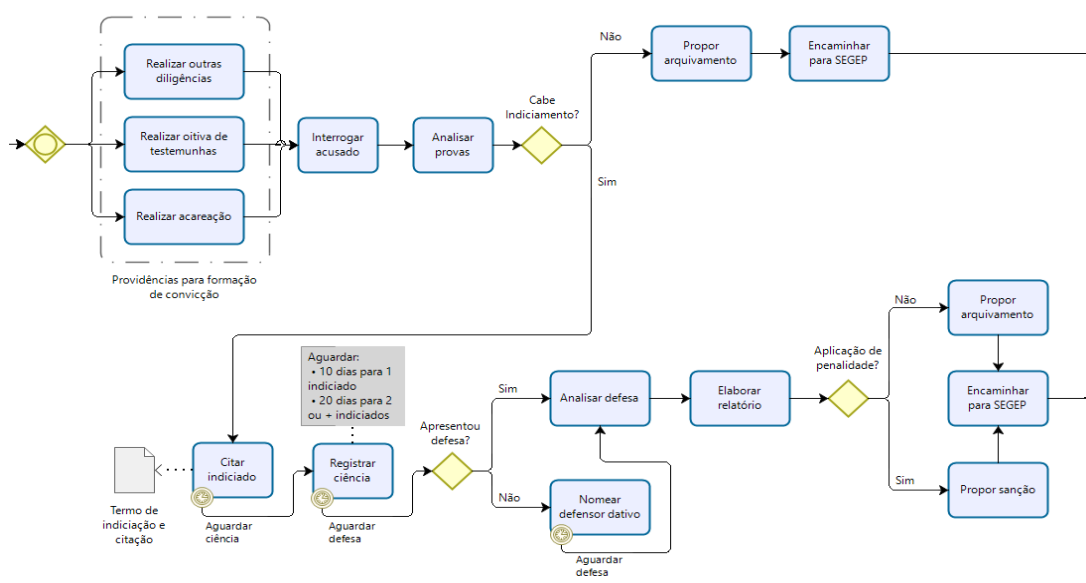 Realizar outras
diligências
Realizar oitiva de
testemunhas
Realizar acareação
Providências para formação
de convicção
Interrogar
acusado
Analisar
provas
Cabe
Indiciamento?
Não
Propor
arquivamento
Encaminhar
para SEGEP
Sim
Citar
indiciado
Termo de
indiciação e
citação
Aguardar
ciência
Aguardar:
• 10 dias para 1
indiciado
• 20 dias para 2
ou + indiciados
Registrar
ciência
Aguardar
defesa
Apresentou
defesa?
Sim
Analisar defesa
Não
Nomear
defensor dativo
Aguardar
defesa
Elaborar
relatório
Aplicação de
penalidade?
Não
Propor
arquivamento
Encaminhar
para SEGEP
Sim
Propor sanção